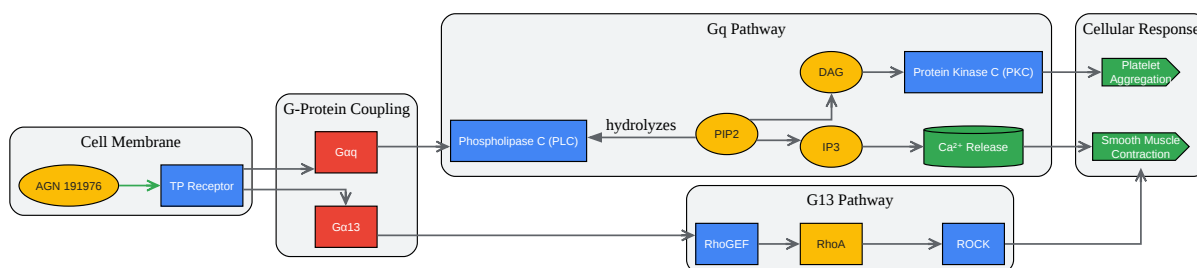 Cell Membrane
AGN 191976
TP Receptor
G-Protein Coupling
Gαq
Gα13
Gq Pathway
Phospholipase C (PLC)
hydrolyzes
PIP2
DAG
IP3
Protein Kinase C (PKC)
Ca²⁺ Release
G13 Pathway
RhoGEF
RhoA
ROCK
Cellular Response
Platelet
Aggregation
Smooth Muscle
Contraction